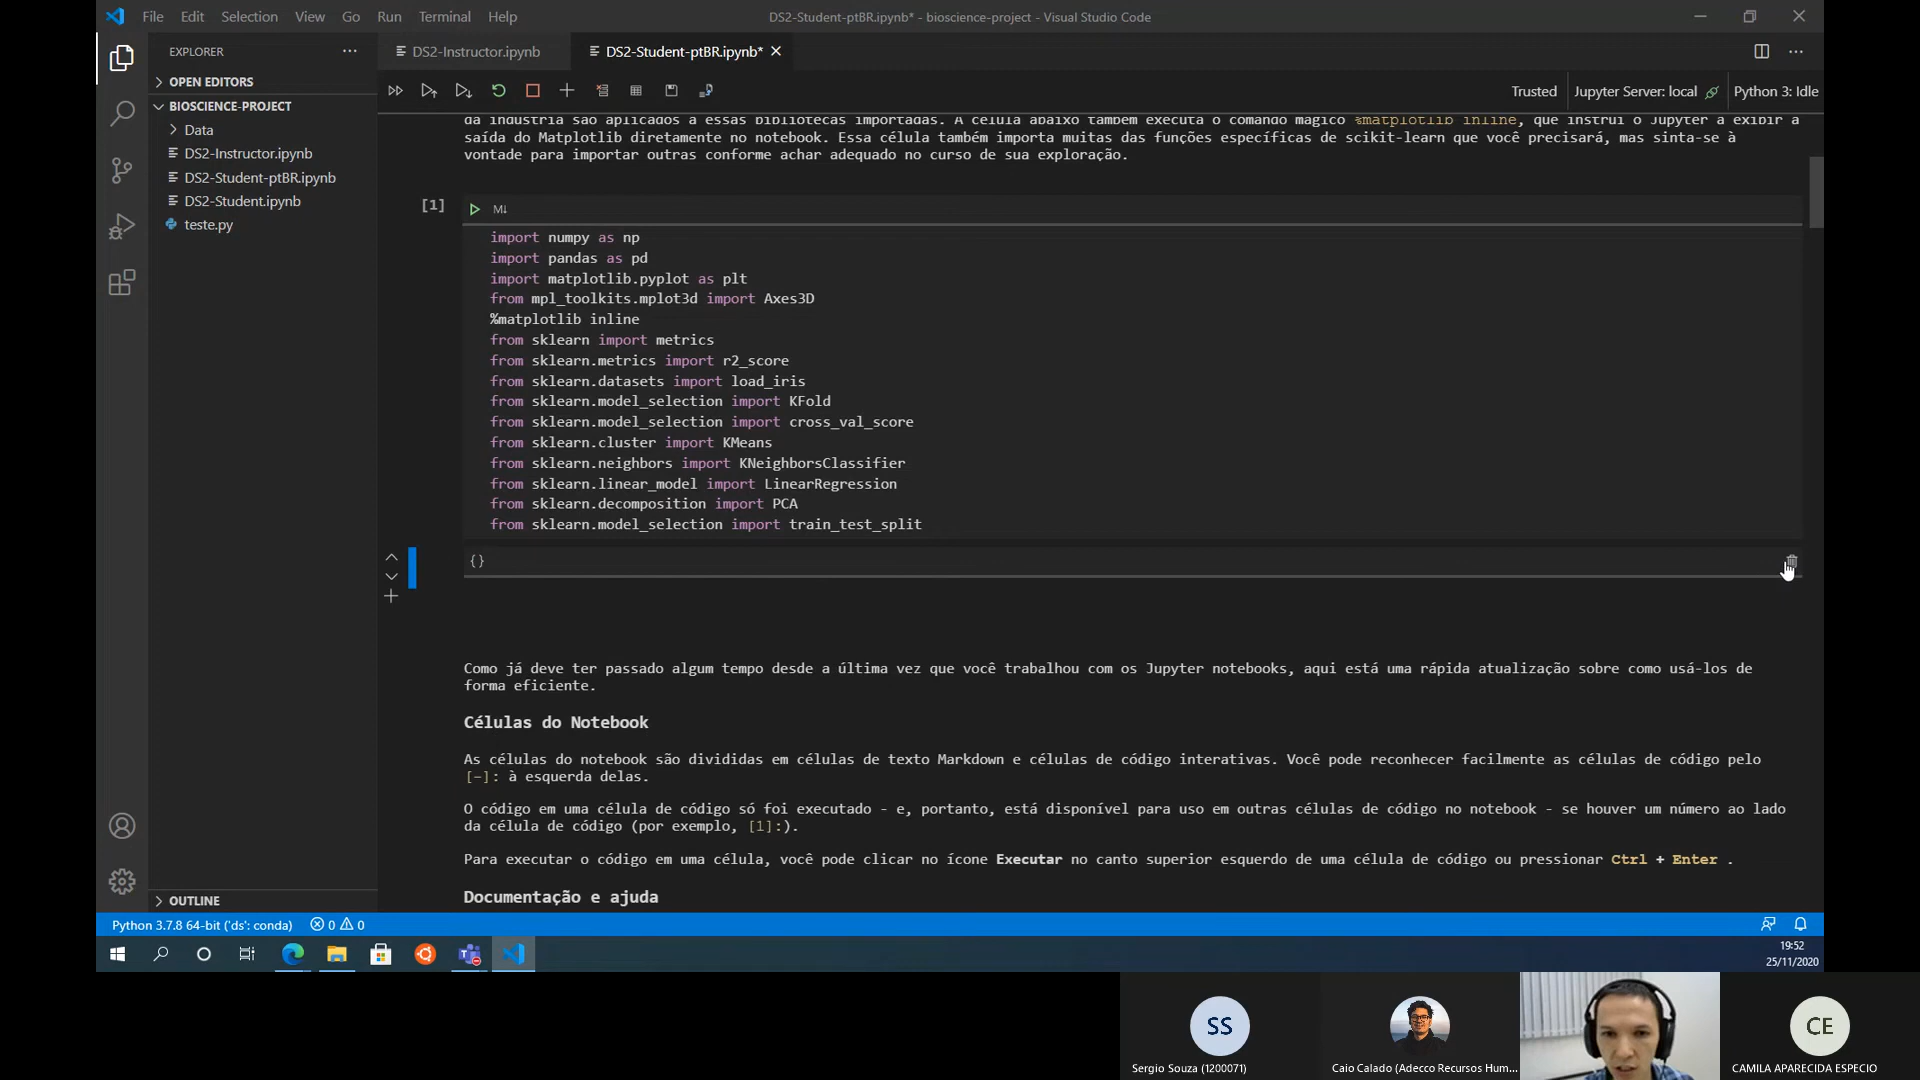 File Edit Selection View Go Run Terminal Help
DS2-Student-ptBR.ipynb* - bioscience-project - Visual Studio Code
EXPLORER
DS2-Instructor.ipynb
DS2-Student-ptBR.ipynb*
OPEN EDITORS
BIOSCIENCE-PROJECT
Data
DS2-Instructor.ipynb
DS2-Student-ptBR.ipynb
DS2-Student.ipynb
teste.py
Trusted
Jupyter Server: local
Python 3: Idle
da indústria são aplicados a essas bibliotecas importadas. A célula abaixo também executa o comando mágico %matplotlib inline, que instrui o Jupyter a exibir a
saída do Matplotlib diretamente no notebook. Essa célula também importa muitas das funções específicas de scikit-learn que você precisará, mas sinta-se à
vontade para importar outras conforme achar adequado no curso de sua exploração.
[1]
M↓
import numpy as np
import pandas as pd
import matplotlib.pyplot as plt
from mpl_toolkits.mplot3d import Axes3D
%matplotlib inline
from sklearn import metrics
from sklearn.metrics import r2_score
from sklearn.datasets import load_iris
from sklearn.model_selection import KFold
from sklearn.model_selection import cross_val_score
from sklearn.cluster import KMeans
from sklearn.neighbors import KNeighborsClassifier
from sklearn.linear_model import LinearRegression
from sklearn.decomposition import PCA
from sklearn.model_selection import train_test_split
{}
Como já deve ter passado algum tempo desde a última vez que você trabalhou com os Jupyter notebooks, aqui está uma rápida atualização sobre como usá-los de
forma eficiente.
Células do Notebook
As células do notebook são divididas em células de texto Markdown e células de código interativas. Você pode reconhecer facilmente as células de código pelo
[-]: à esquerda delas.
O código em uma célula de código só foi executado - e, portanto, está disponível para uso em outras células de código no notebook - se houver um número ao lado
da célula de código (por exemplo, [1]:).
Para executar o código em uma célula, você pode clicar no ícone Executar no canto superior esquerdo de uma célula de código ou pressionar Ctrl + Enter .
Documentação e ajuda
OUTLINE
Python 3.7.8 64-bit ('ds': conda)
0
0
19:52
25/11/2020
SS
CE
Sergio Souza (1200071)
Caio Calado (Adecco Recursos Hum...
CAMILA APARECIDA ESPECIO